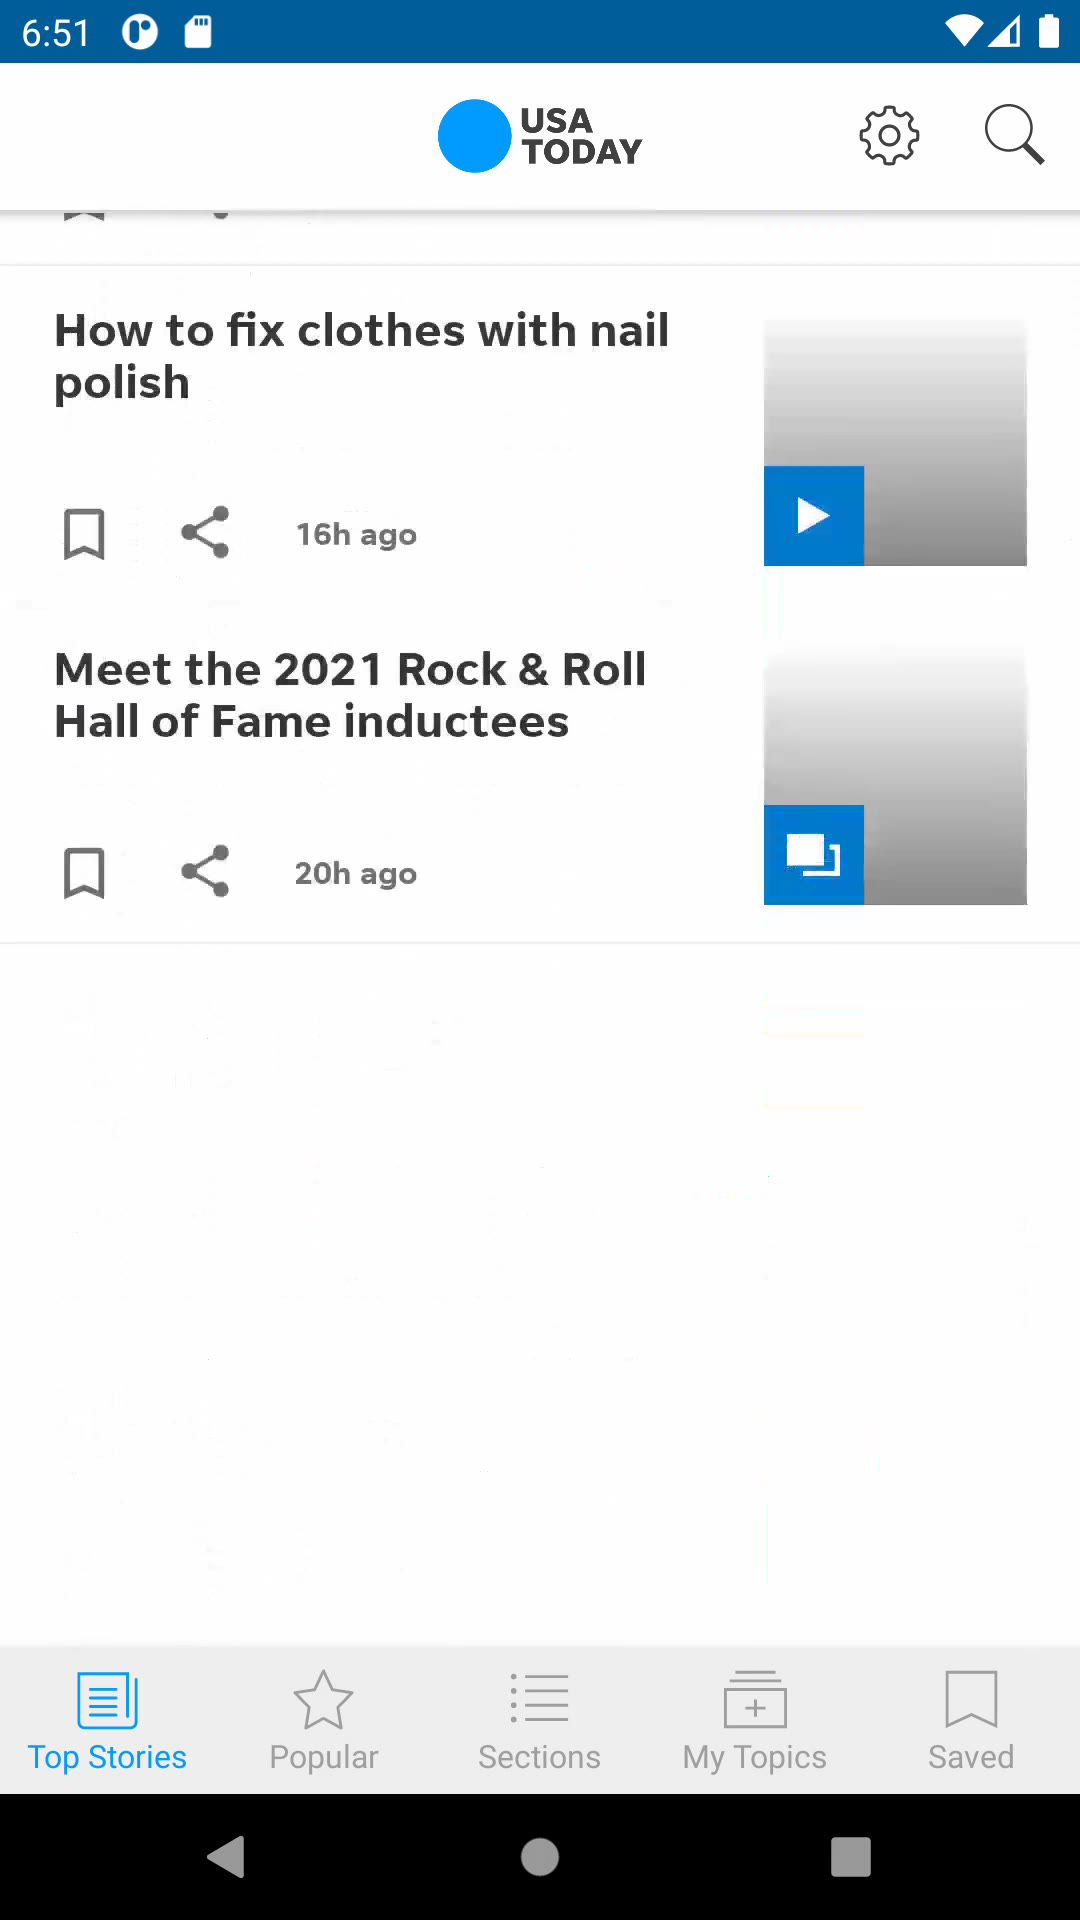 6:51
USA
TODAY
How to fix clothes with nail
polish
16h ago
Meet the 2021 Rock & Roll
Hall of Fame inductees
20h ago
Top Stories
Popular
Sections
My Topics
Saved